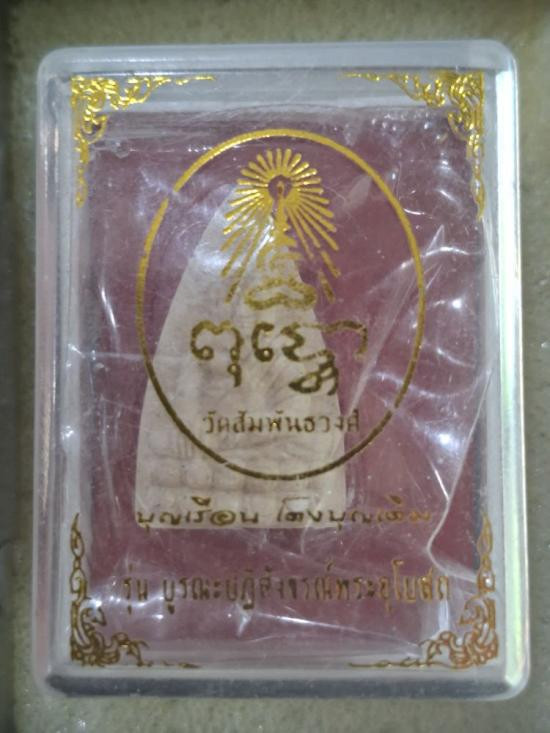 วัดสัมพันธวงศ์
บุญเรือน โตงบุญเติม
รุ่น บูรณะปฏิสังขรณ์พระอุโบสถ